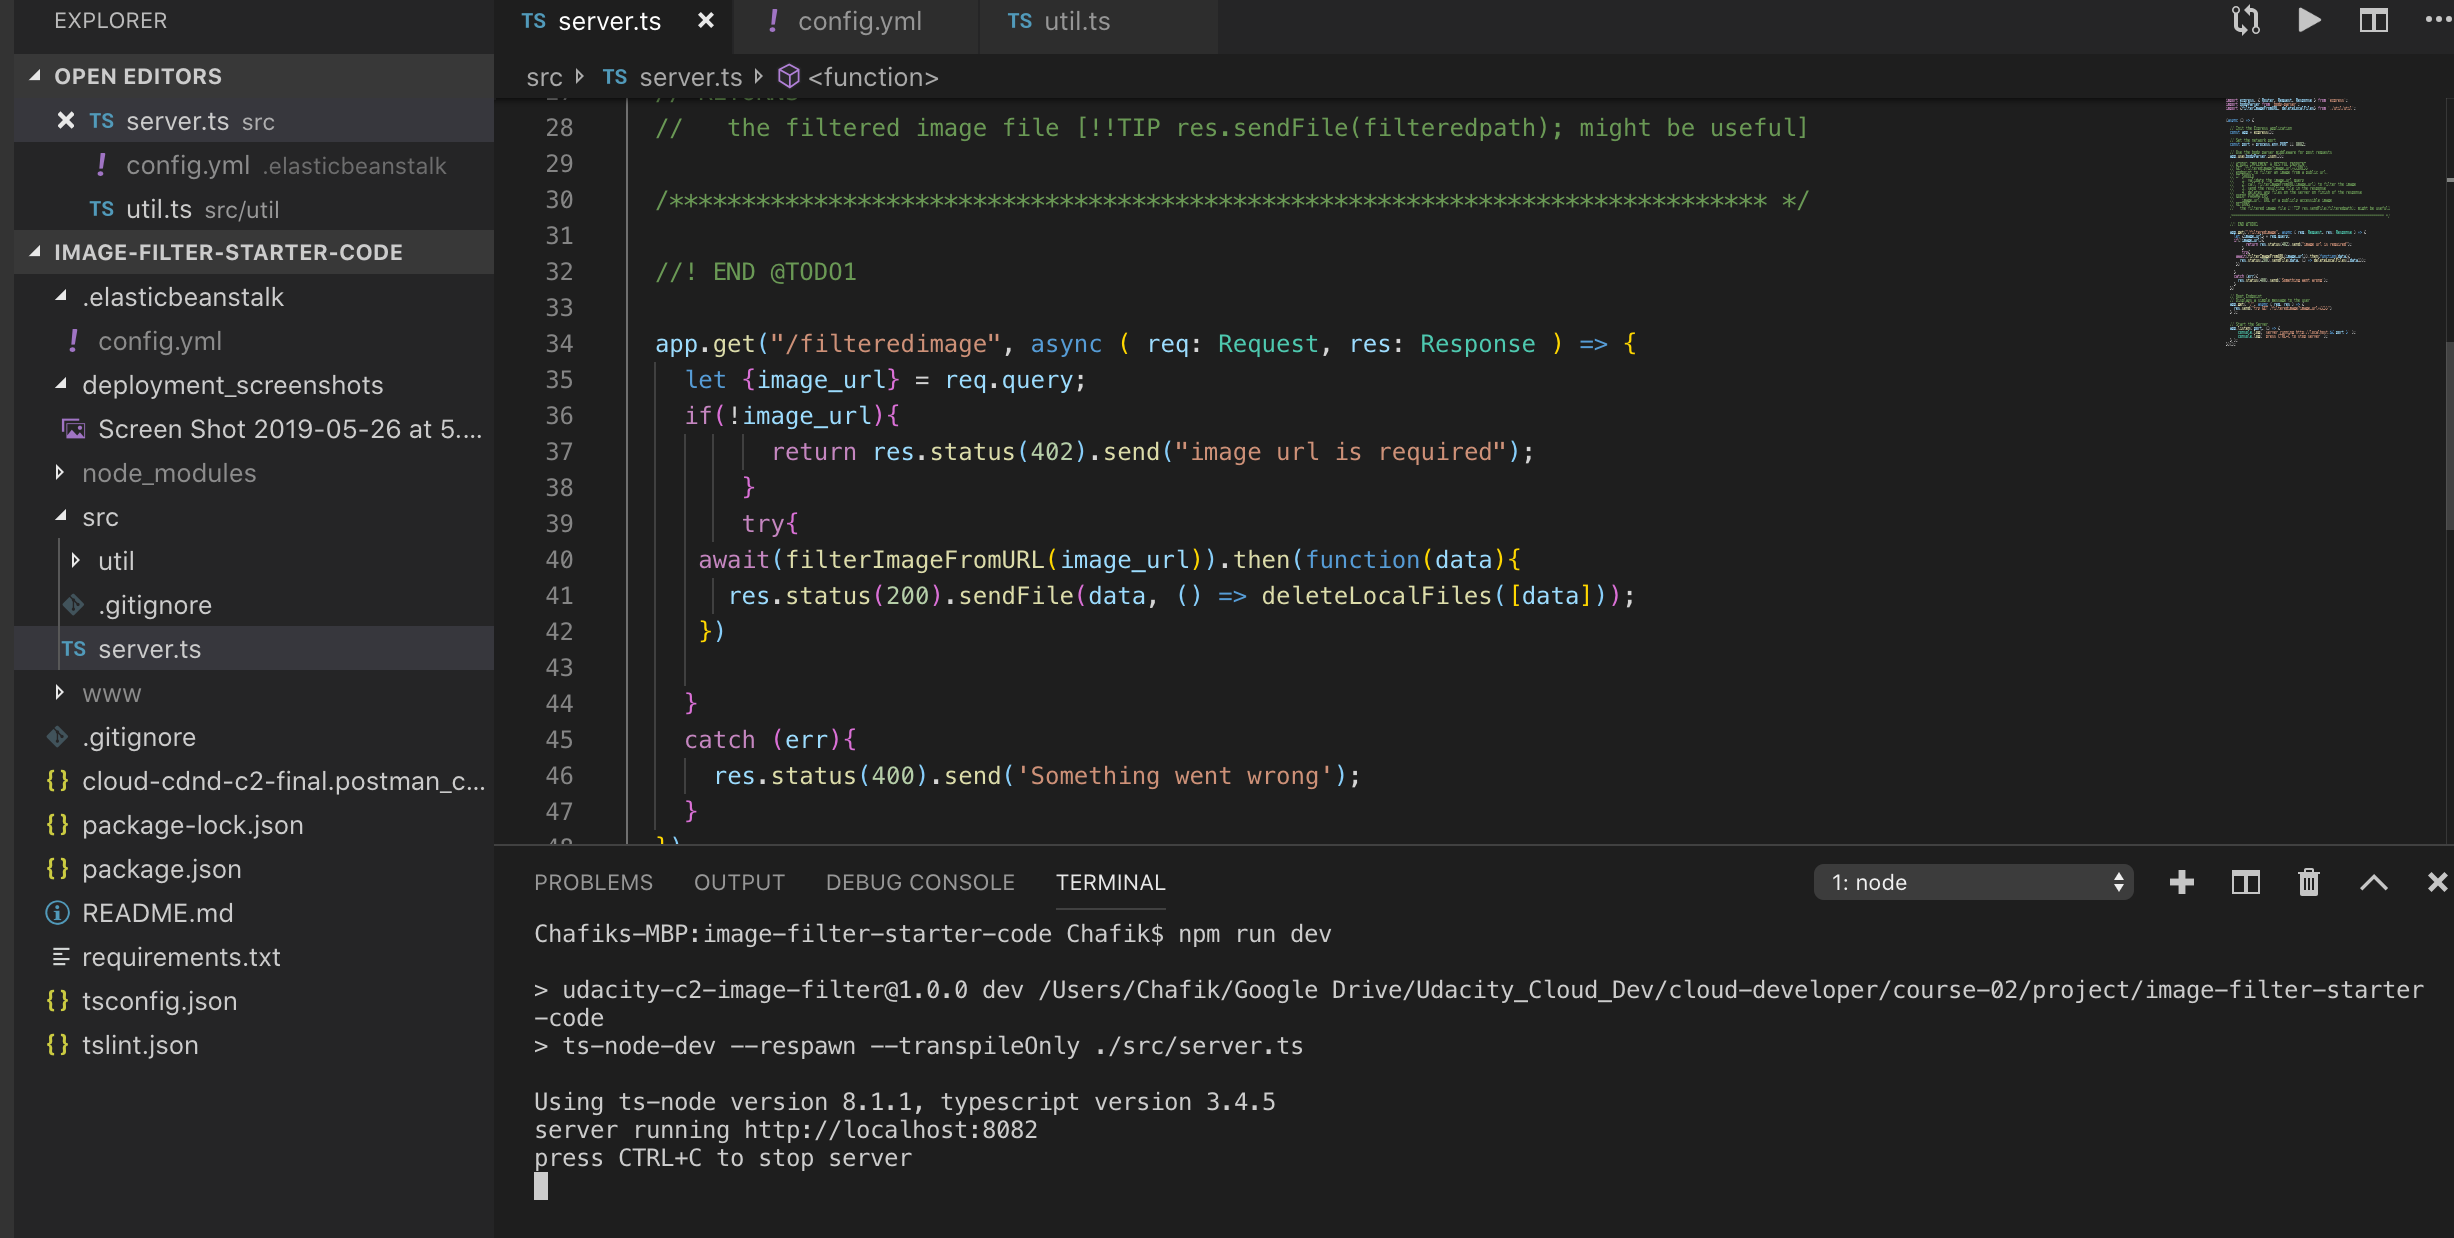 EXPLORER
OPEN EDITORS
TS server.ts src
! config.yml .elasticbeanstalk
TS util.ts src/util
IMAGE-FILTER-STARTER-CODE
.elasticbeanstalk
! config.yml
deployment_screenshots
Screen Shot 2019-05-26 at 5....
node_modules
src
util
.gitignore
TS server.ts
www
.gitignore
{} cloud-cdnd-c2-final.postman_c...
{} package-lock.json
{} package.json
README.md
requirements.txt
{} tsconfig.json
{} tslint.json
TS server.ts ! config.yml TS util.ts
src TS server.ts <function>
28 //   the filtered image file [!!TIP res.sendFile(filteredpath); might be useful]
29
30 /**************************************************************************** */
31
32 //! END @TODO1
33
34 app.get("/filteredimage", async ( req: Request, res: Response ) => {
35 let {image_url} = req.query;
36 if(!image_url){
37 return res.status(402).send("image url is required");
38 }
39 try{
40 await(filterImageFromURL(image_url)).then(function(data){
41 res.status(200).sendFile(data, () => deleteLocalFiles([data]));
42 })
43
44 }
45 catch (err){
46 res.status(400).send('Something went wrong');
47 }
48 })
PROBLEMS OUTPUT DEBUG CONSOLE TERMINAL 1: node
Chafiks-MBP:image-filter-starter-code Chafik$ npm run dev
> udacity-c2-image-filter@1.0.0 dev /Users/Chafik/Google Drive/Udacity_Cloud_Dev/cloud-developer/course-02/project/image-filter-starter
-code
> ts-node-dev --respawn --transpileOnly ./src/server.ts
Using ts-node version 8.1.1, typescript version 3.4.5
server running http://localhost:8082
press CTRL+C to stop server